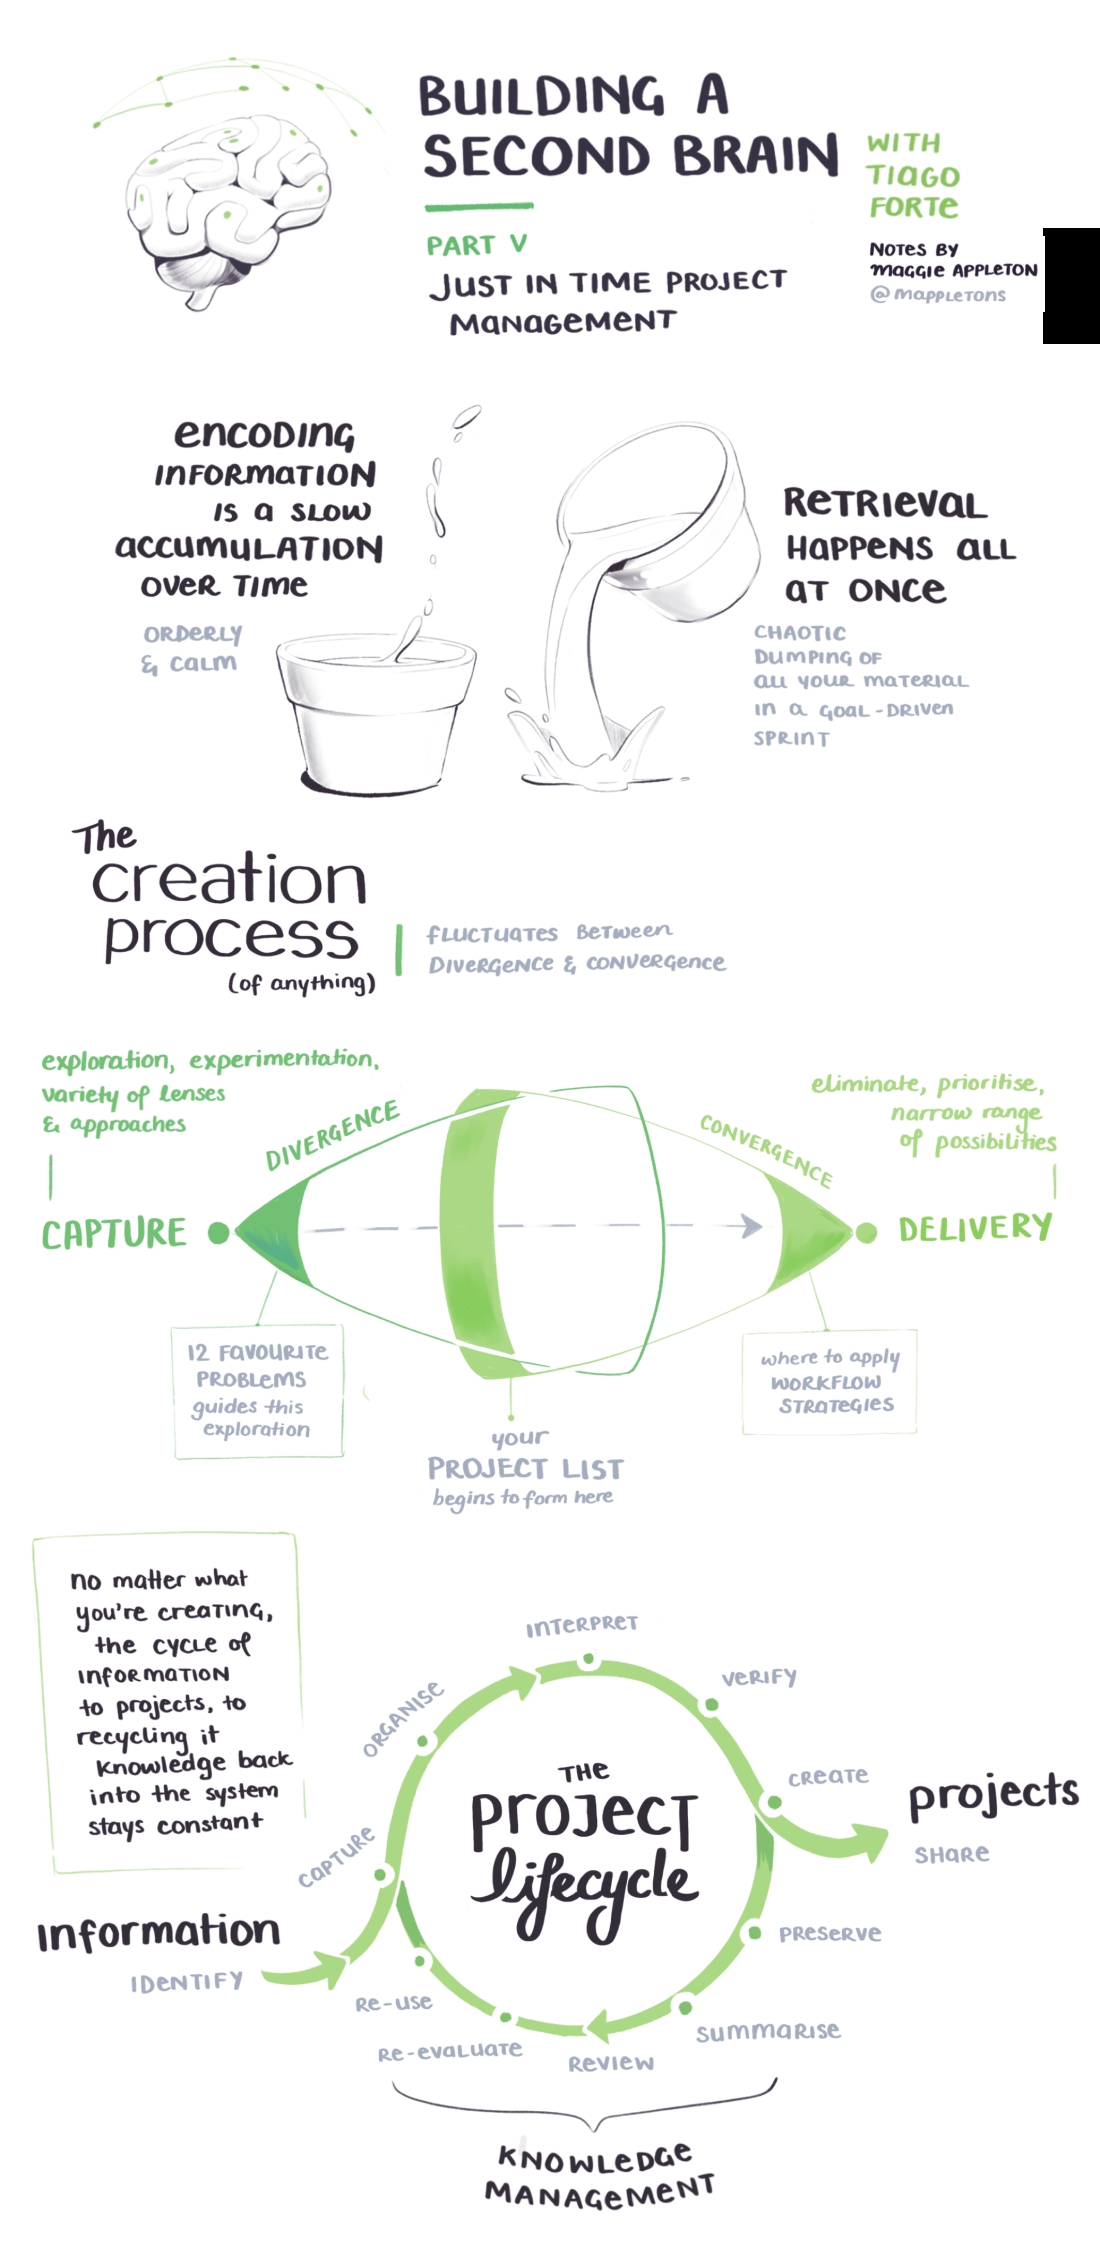 BUILDING A
SECOND BRAIN
WITH
TIAGO
FORTE
PART V
JUST IN TIME PROJECT
MANAGEMENT
NOTES BY
MAGGIE APPLETON
@MAPPLETONS
ENCODING
INFORMATION
IS A SLOW
ACCUMULATION
OVER TIME
ORDERLY
& CALM
RETRIEVAL
HAPPENS ALL
AT ONCE
CHAOTIC
DUMPING OF
ALL YOUR MATERIAL
IN A GOAL-DRIVEN
SPRINT
The
creation
process
(of anything)
FLUCTUATES BETWEEN
DIVERGENCE & CONVERGENCE
exploration, experimentation,
variety of lenses
& approaches
eliminate, prioritise,
narrow range
of possibilities
DIVERGENCE
CONVERGENCE
CAPTURE
DELIVERY
12 FAVOURITE
PROBLEMS
guides this
exploration
where to apply
WORKFLOW
STRATEGIES
your
PROJECT LIST
begins to form here
no matter what
you're creating,
the cycle of
information
to projects, to
recycling it
knowledge back
into the system
stays constant
INTERPRET
VERIFY
ORGANISE
CREATE
projects
SHARE
THE
PROJECT
lifecycle
CAPTURE
Information
IDENTIFY
PRESERVE
RE-USE
SUMMARISE
RE-EVALUATE
REVIEW
KNOWLEDGE
MANAGEMENT